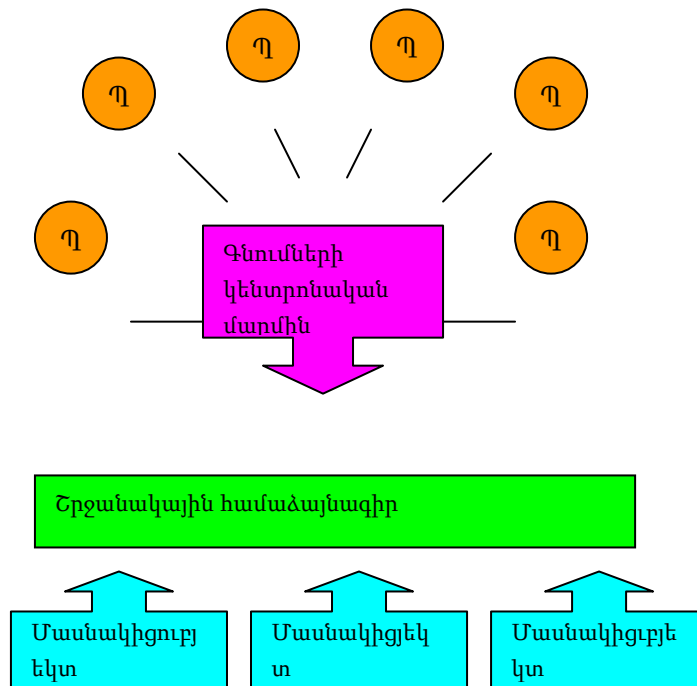 Պ
Պ
Պ
Պ
Պ
Պ
Գնումների
կենտրոնական
մարմին
Շրջանակային համաձայնագիր
Մասնակիցուբյ
եկտ
Մասնակիցյեկ
տ
Մասնակիցւբյե
կտ